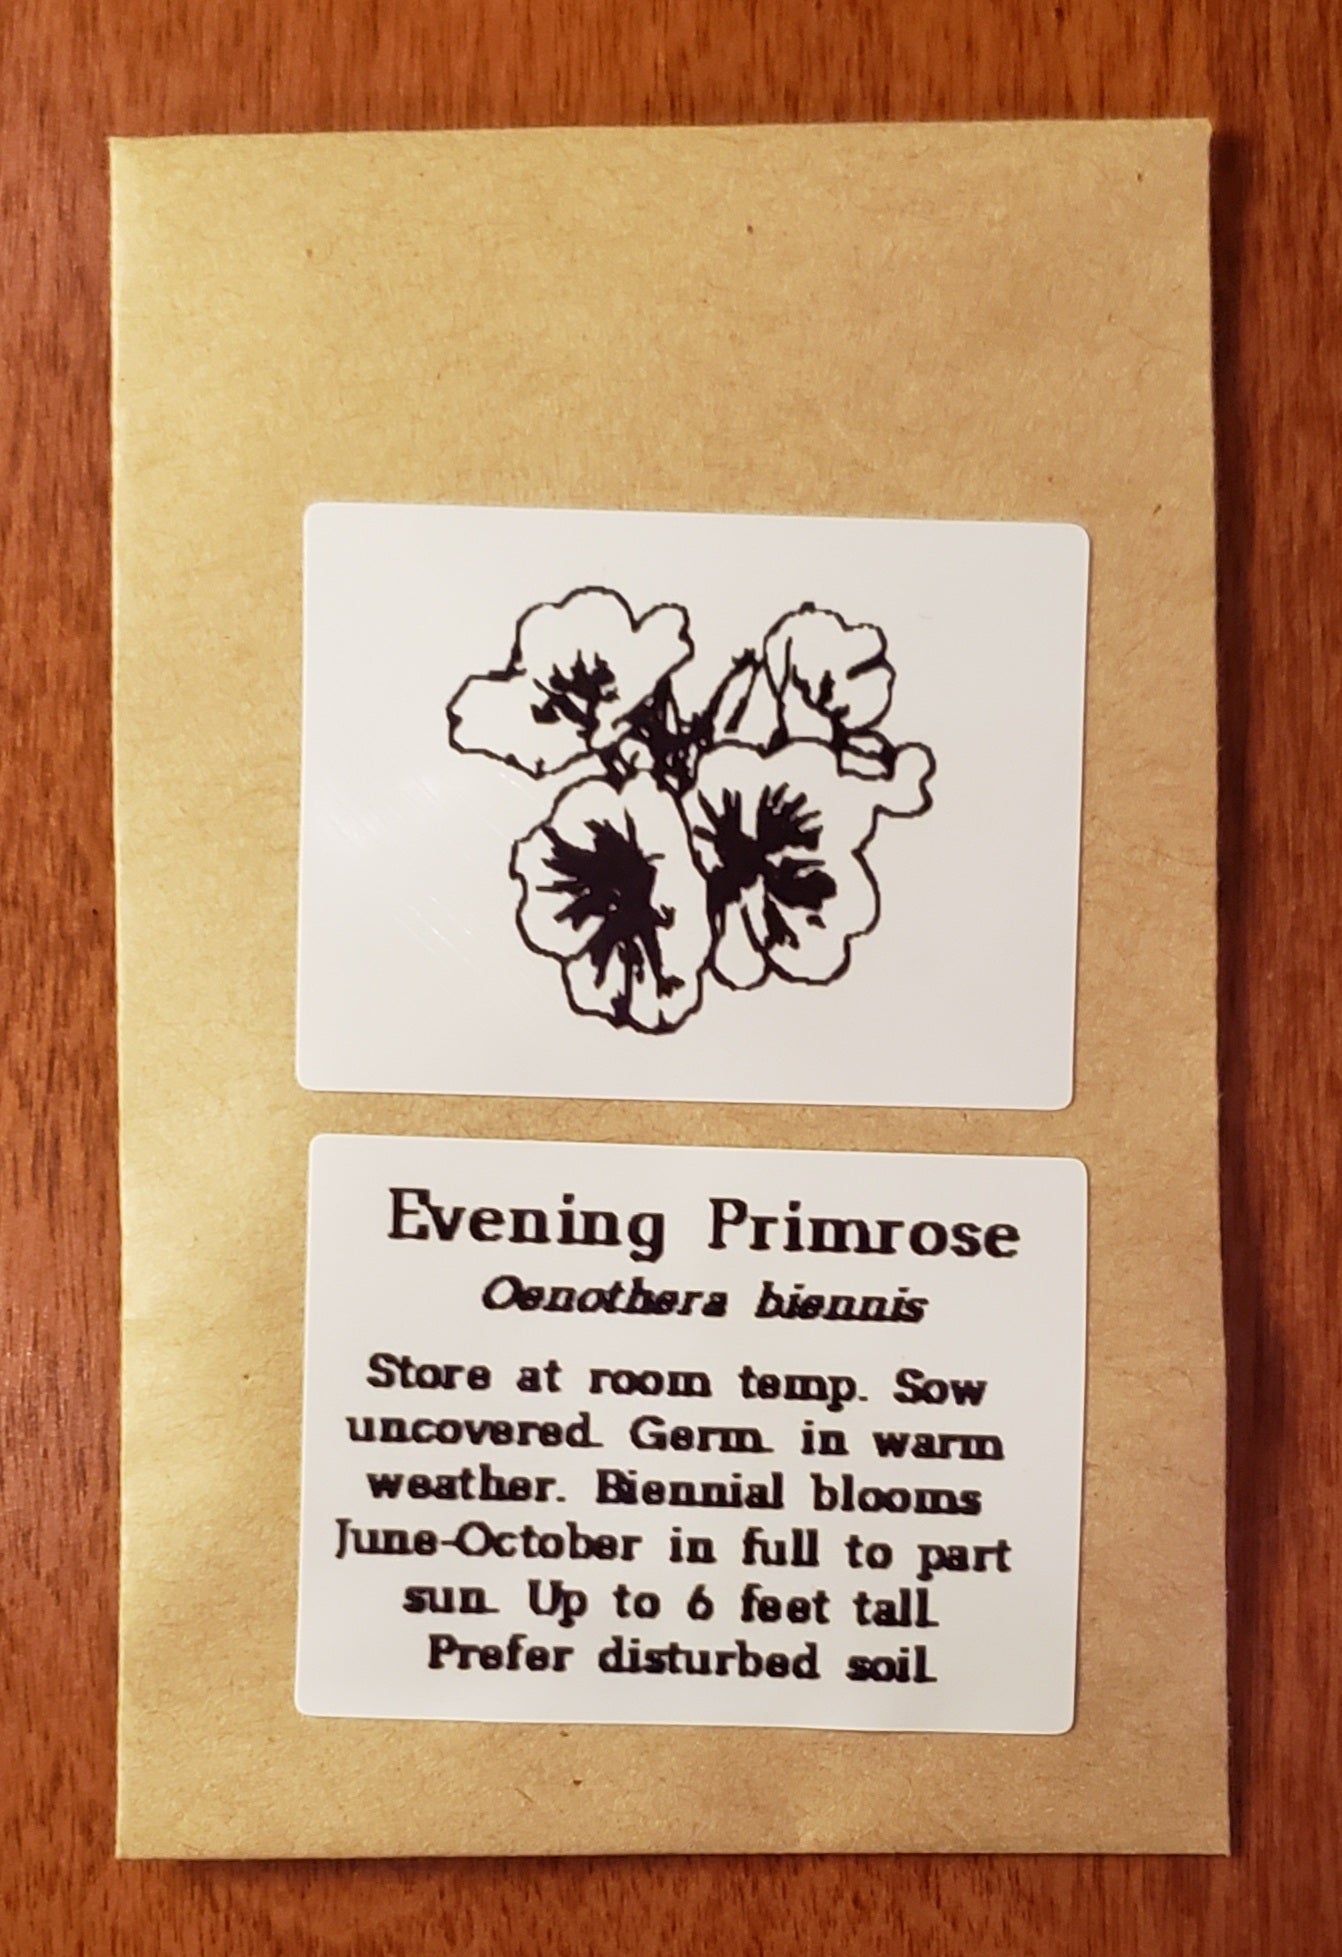 Evening Primrose
Oenothera biennis
Store at room temp. Sow
uncovered. Germ. in warm
weather. Biennial blooms
June-October in full to part
sun. Up to 6 feet tall.
Prefer disturbed soil.